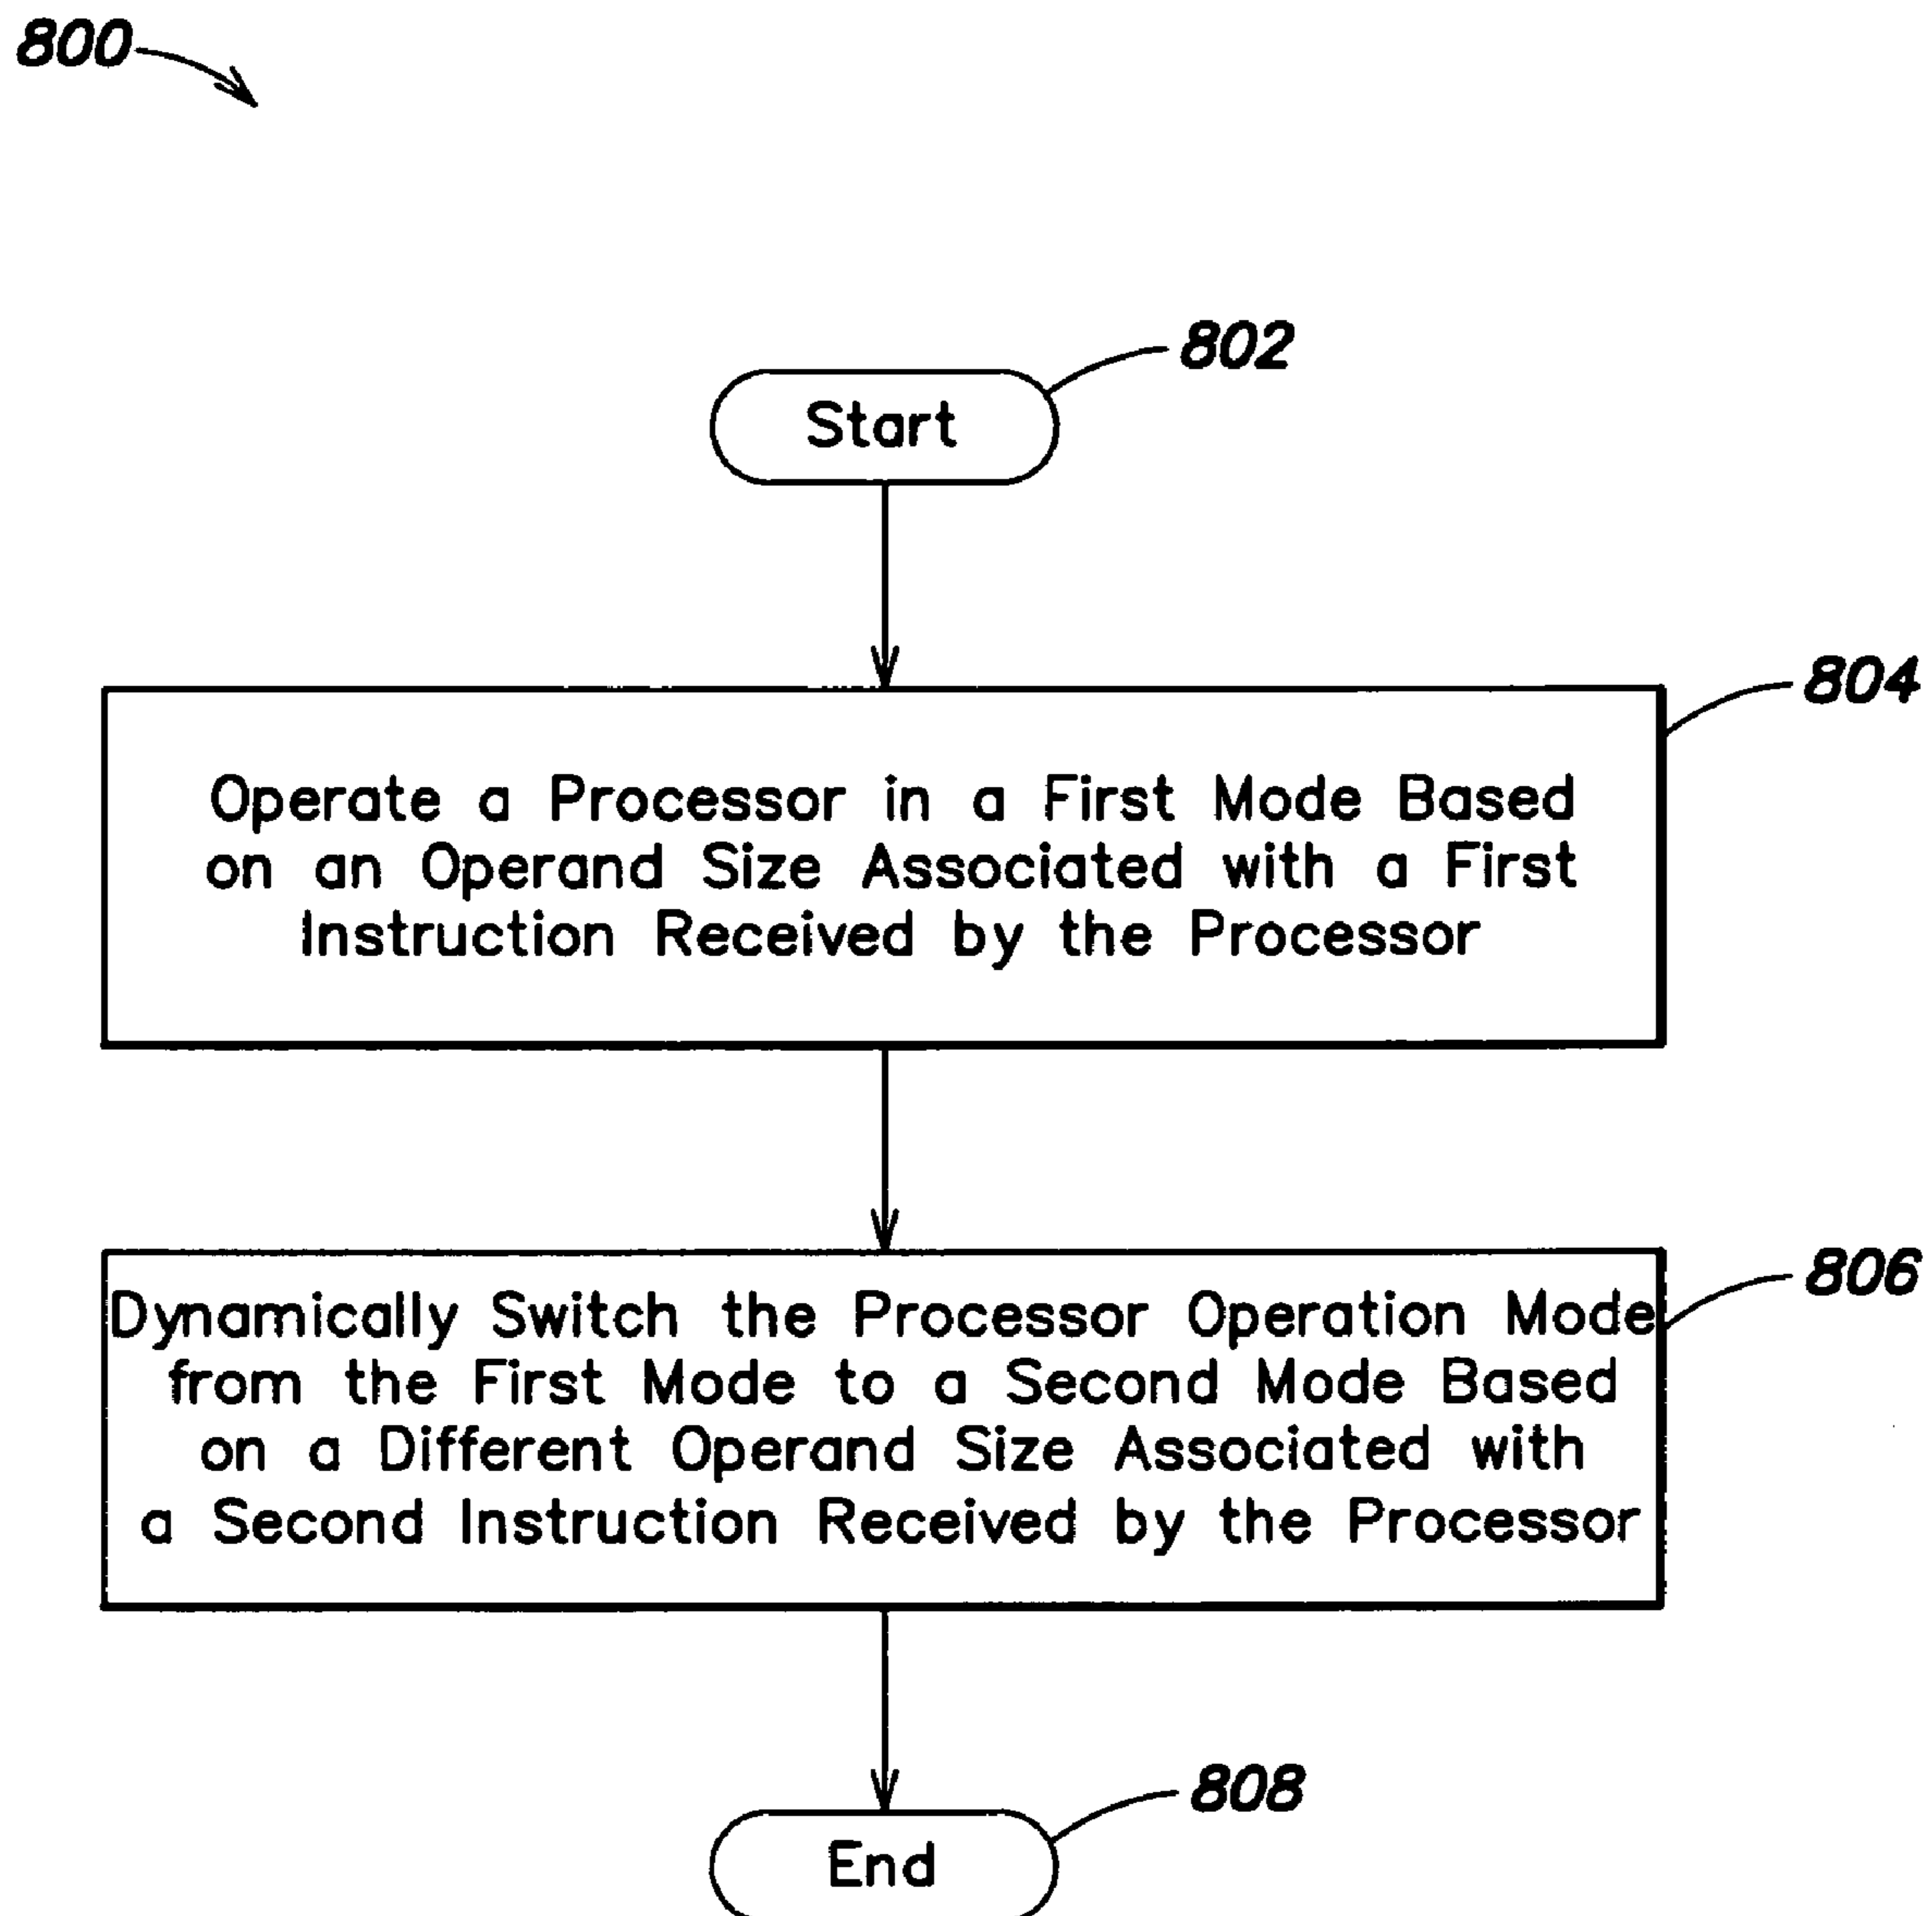 800
802
Start
804
Operate a Processor in a First Mode Based
on an Operand Size Associated with a First
Instruction Received by the Processor
806
Dynamically Switch the Processor Operation Mode
from the First Mode to a Second Mode Based
on a Different Operand Size Associated with
a Second Instruction Received by the Processor
808
End